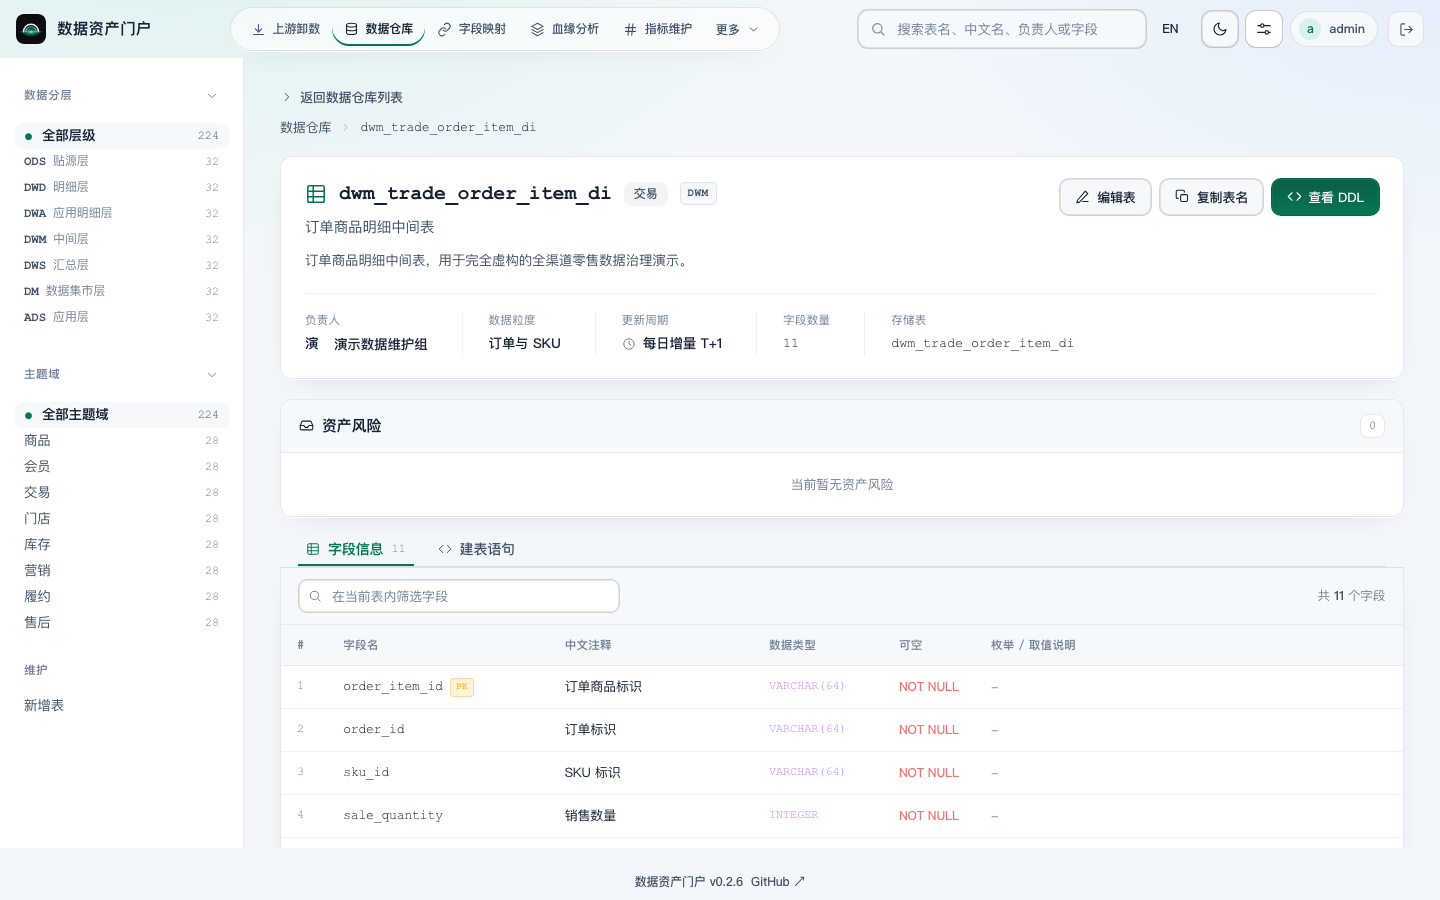 数据资产门户
上游卸数 数据仓库 字段映射 血缘分析 指标维护 更多
搜索表名、中文名、负责人或字段
EN
a admin
数据分层
全部层级 224
ODS 贴源层 32
DWD 明细层 32
DWA 应用明细层 32
DWM 中间层 32
DWS 汇总层 32
DM 数据集市层 32
ADS 应用层 32
主题域
全部主题域 224
商品 28
会员 28
交易 28
门店 28
库存 28
营销 28
履约 28
售后 28
维护
新增表
返回数据仓库列表
数据仓库 dwm_trade_order_item_di
dwm_trade_order_item_di 交易 DWM
编辑表 复制表名 查看 DDL
订单商品明细中间表
订单商品明细中间表，用于完全虚构的全渠道零售数据治理演示。
负责人 数据粒度 更新周期 字段数量 存储表
演 演示数据维护组 订单与 SKU 每日增量 T+1 11 dwm_trade_order_item_di
资产风险 0
当前暂无资产风险
字段信息 11 建表语句
在当前表内筛选字段
共 11 个字段
# 字段名 中文注释 数据类型 可空 枚举 / 取值说明
1 order_item_id PK 订单商品标识 VARCHAR(64) NOT NULL –
2 order_id 订单标识 VARCHAR(64) NOT NULL –
3 sku_id SKU 标识 VARCHAR(64) NOT NULL –
4 sale_quantity 销售数量 INTEGER NOT NULL –
数据资产门户 v0.2.6 GitHub ↗